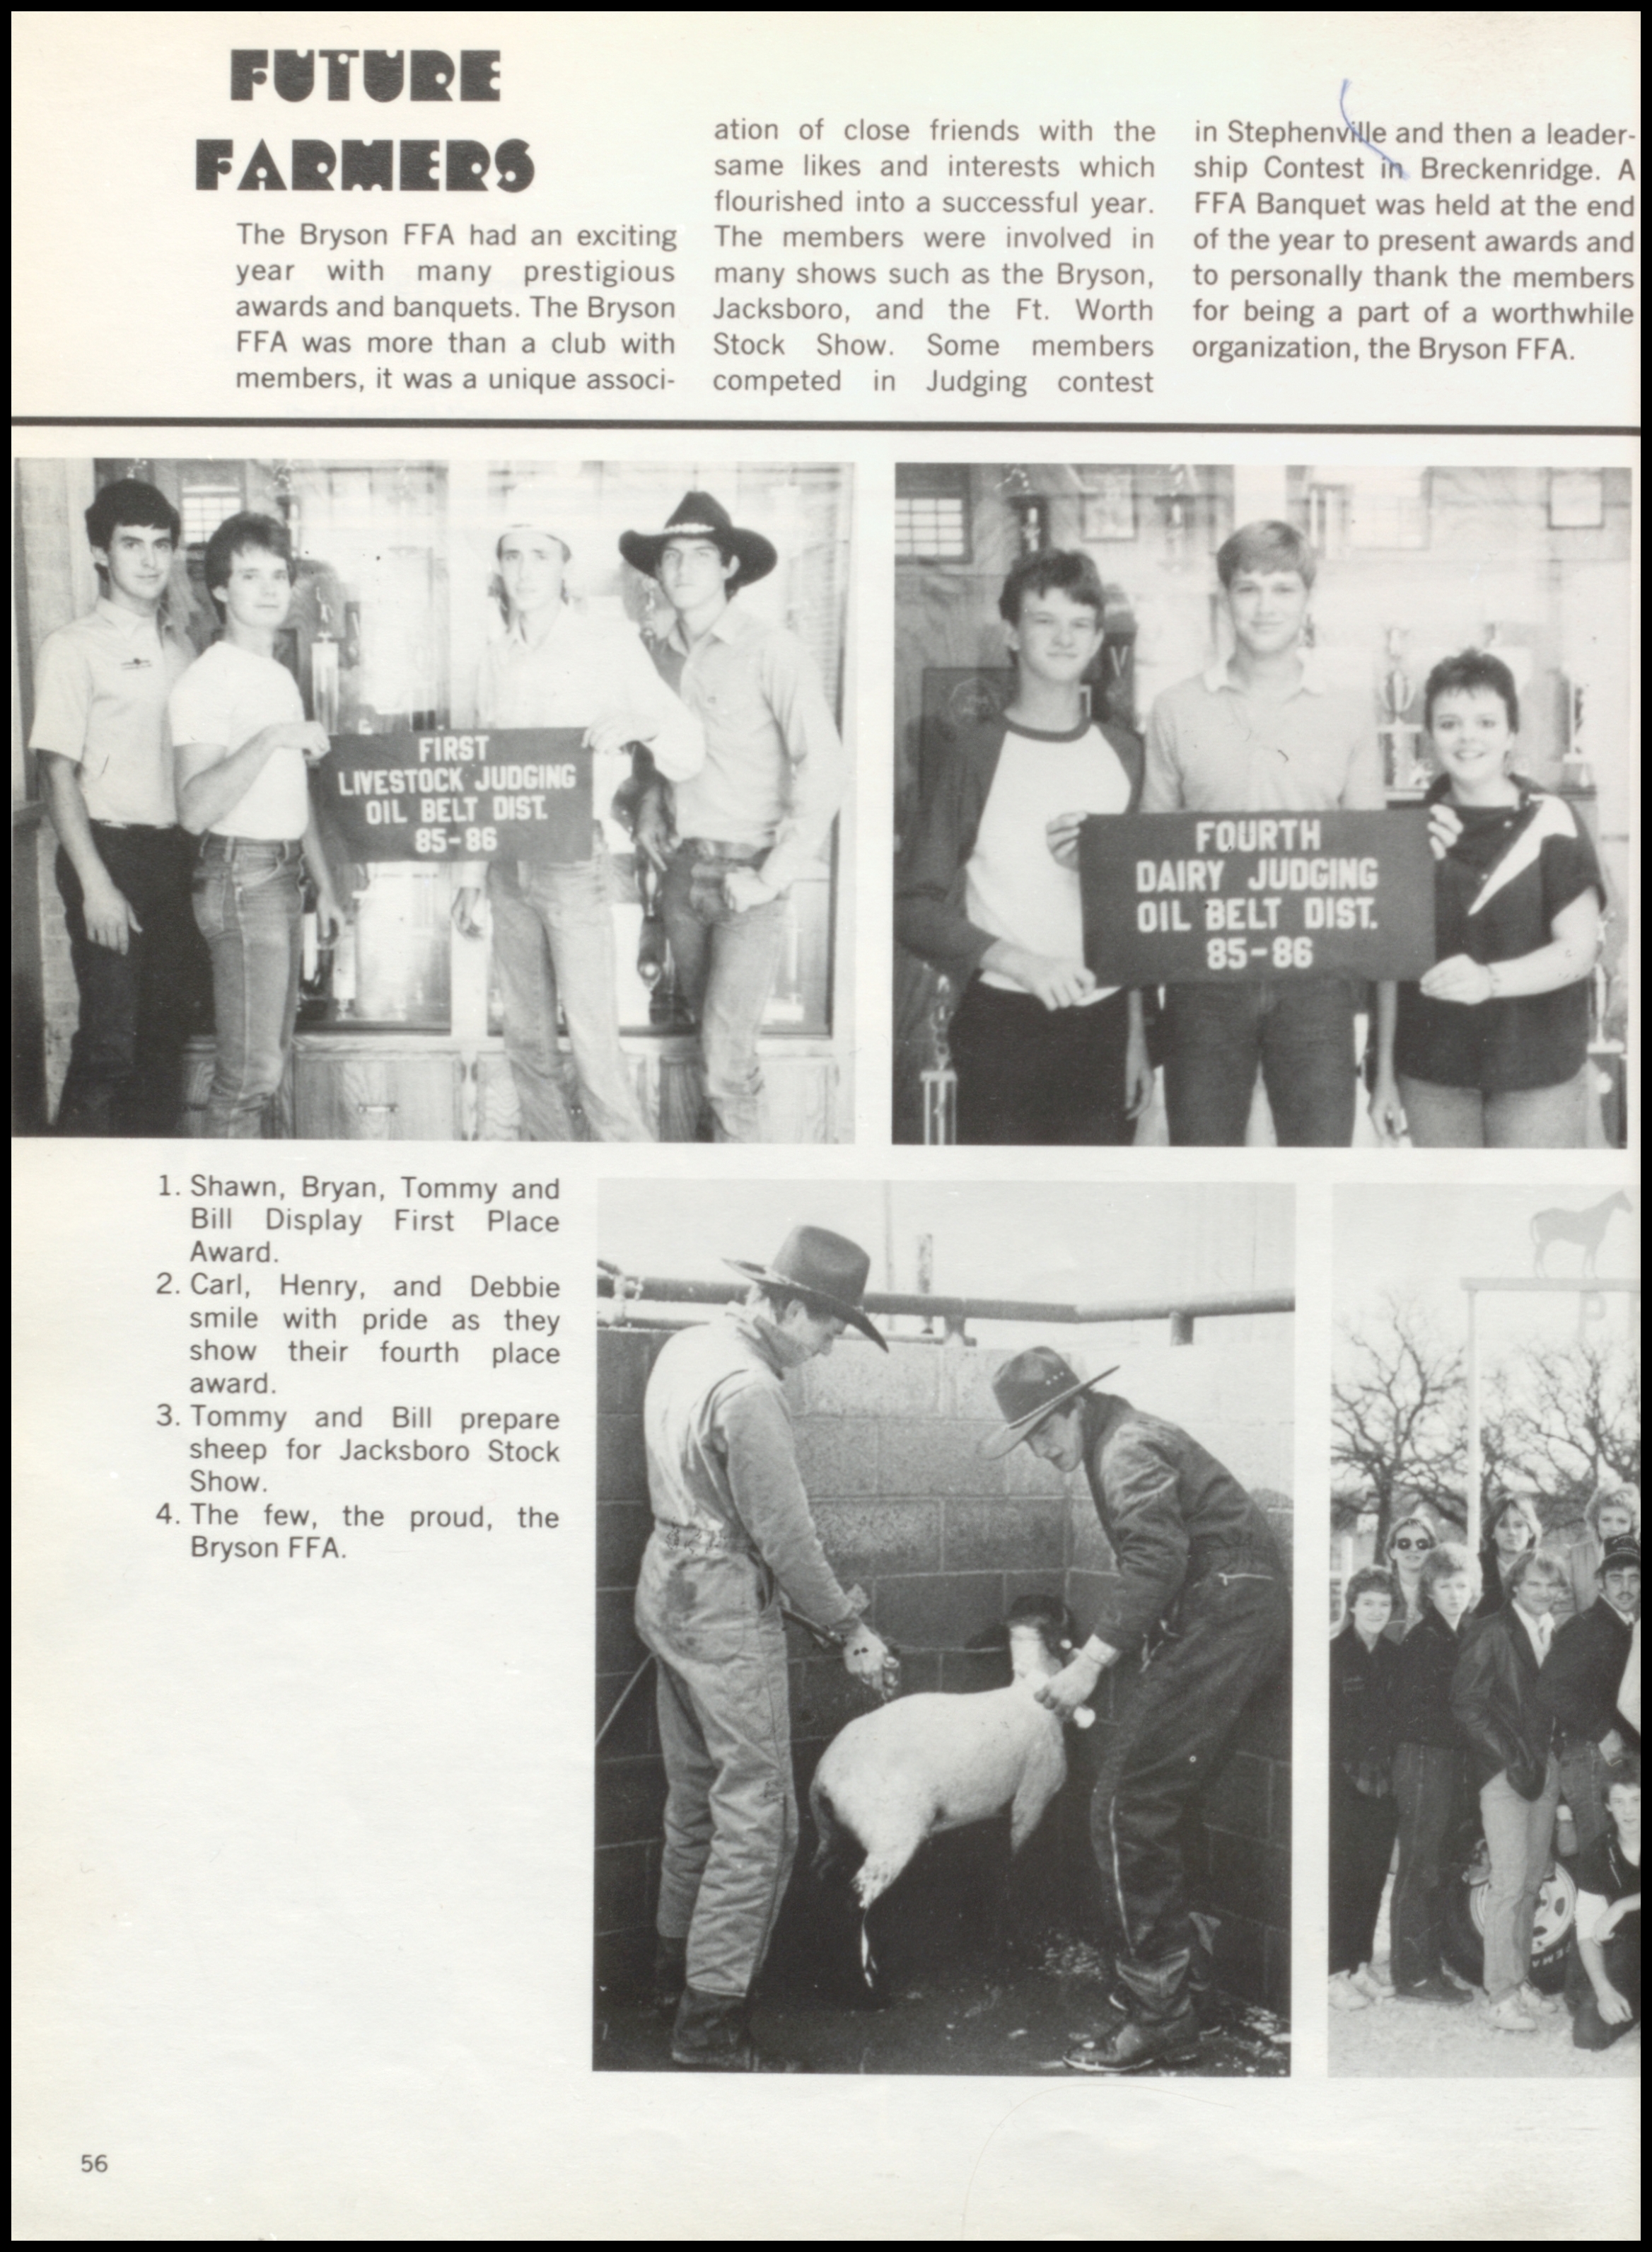 FUTURE
FARMERS
The Bryson FFA had an exciting
year with many prestigious
awards and banquets. The Bryson
FFA was more than a club with
members, it was a unique associ-
ation of close friends with the
same likes and interests which
flourished into a successful year.
The members were involved in
many shows such as the Bryson,
Jacksboro, and the Ft. Worth
Stock Show. Some members
competed in Judging contest
in Stephenville and then a leader-
ship Contest in Breckenridge. A
FFA Banquet was held at the end
of the year to present awards and
to personally thank the members
for being a part of a worthwhile
organization, the Bryson FFA.
FIRST
LIVESTOCK JUDGING
OIL BELT DIST.
85-86
FOURTH
DAIRY JUDGING
OIL BELT DIST.
85-86
1. Shawn, Bryan, Tommy and
Bill Display First Place
Award.
2. Carl, Henry, and Debbie
smile with pride as they
show their fourth place
award.
3. Tommy and Bill prepare
sheep for Jacksboro Stock
Show.
4. The few, the proud, the
Bryson FFA.
56